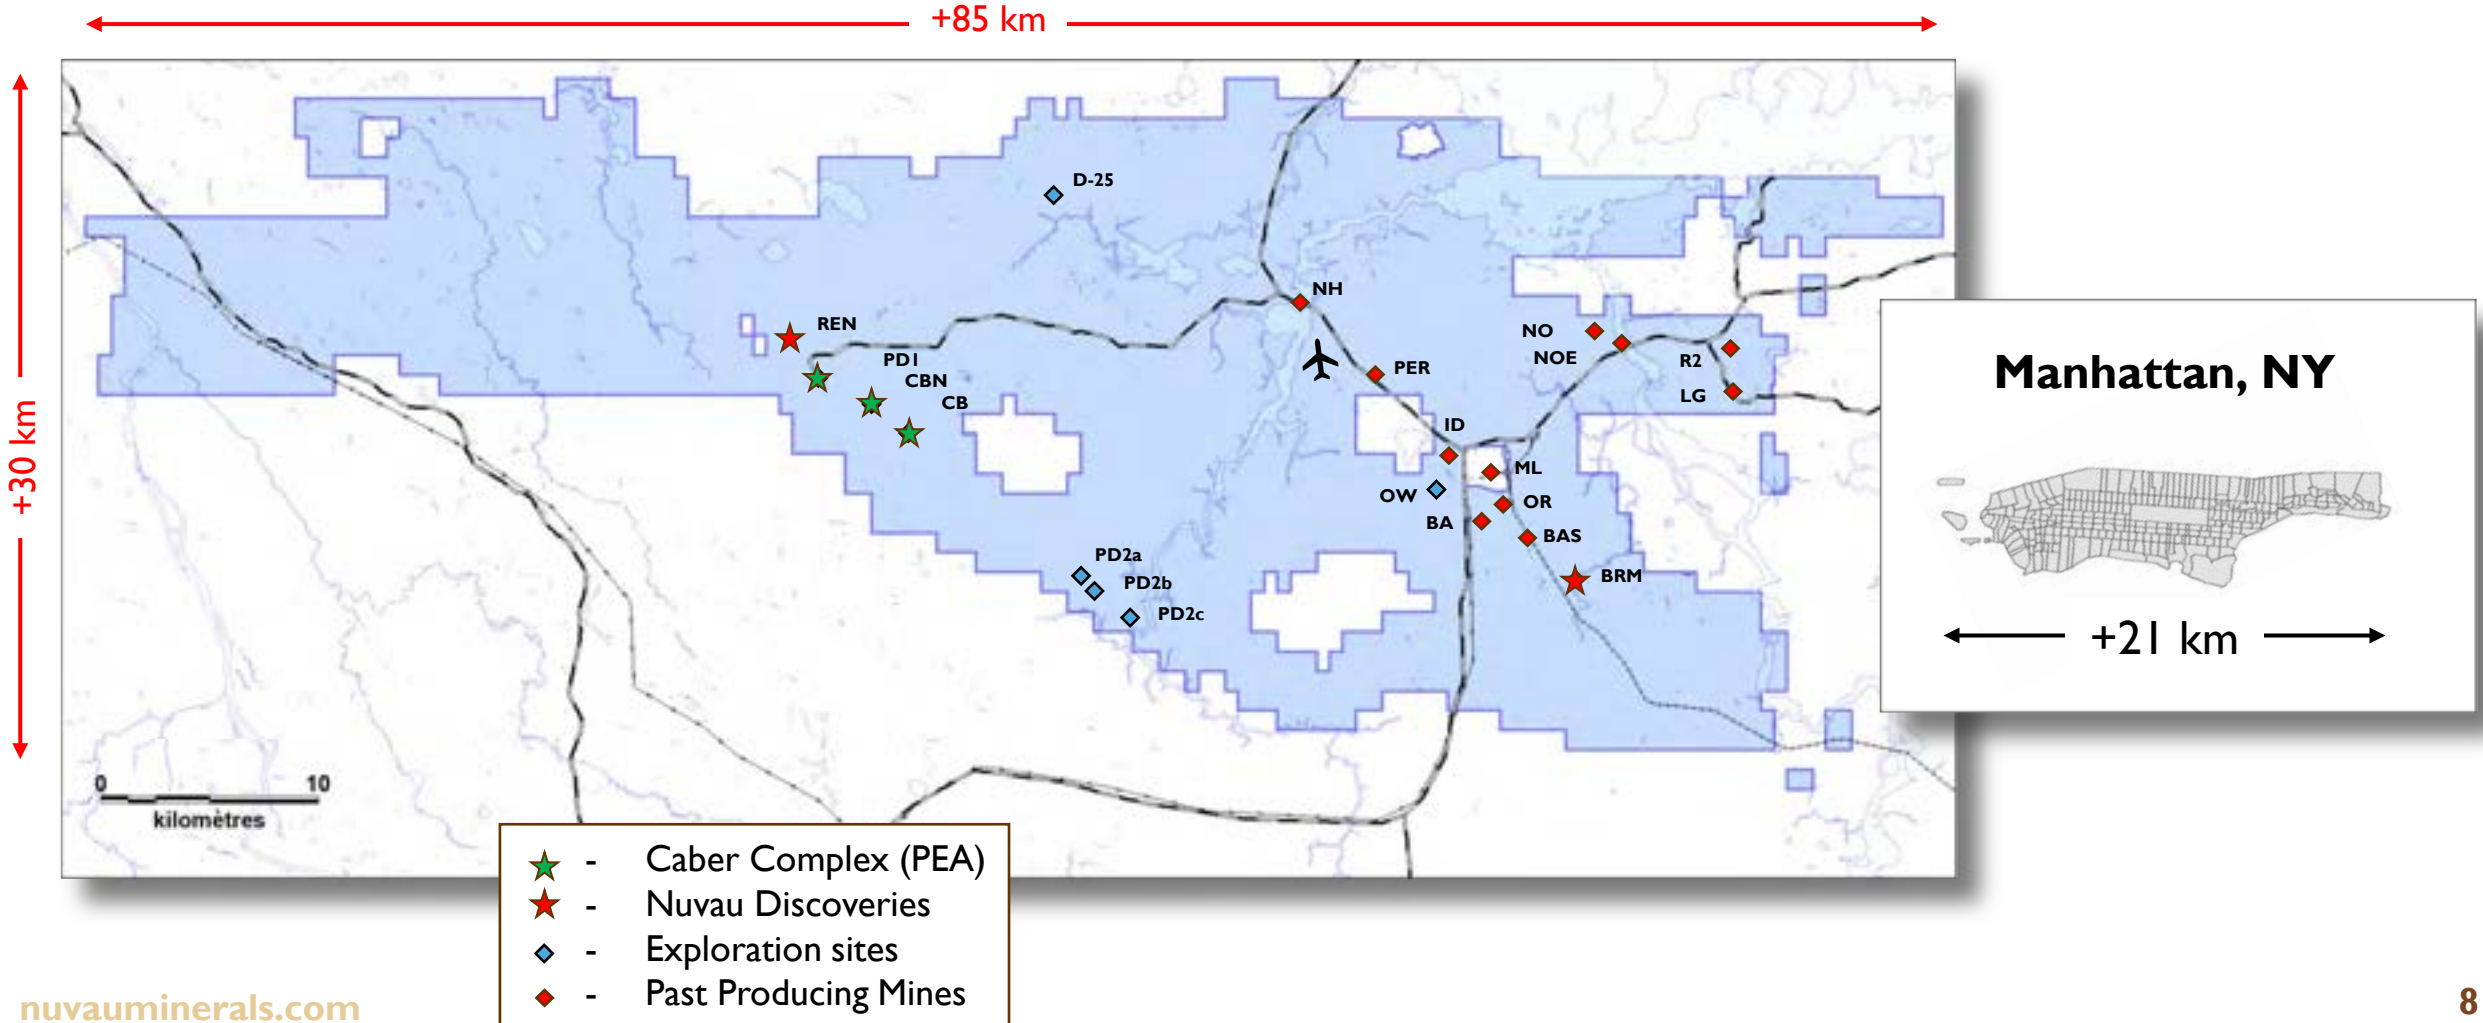 +85 km
+30 km
D-25
NH
REN
PD1
CBN
CB
PER
NO
NOE
R2
LG
ID
ML
OW
OR
BA
BAS
BRM
PD2a
PD2b
PD2c
0 10
kilomètres
Manhattan, NY
+21 km
- Caber Complex (PEA)
- Nuvau Discoveries
- Exploration sites
- Past Producing Mines
nuvauminerals.com
8